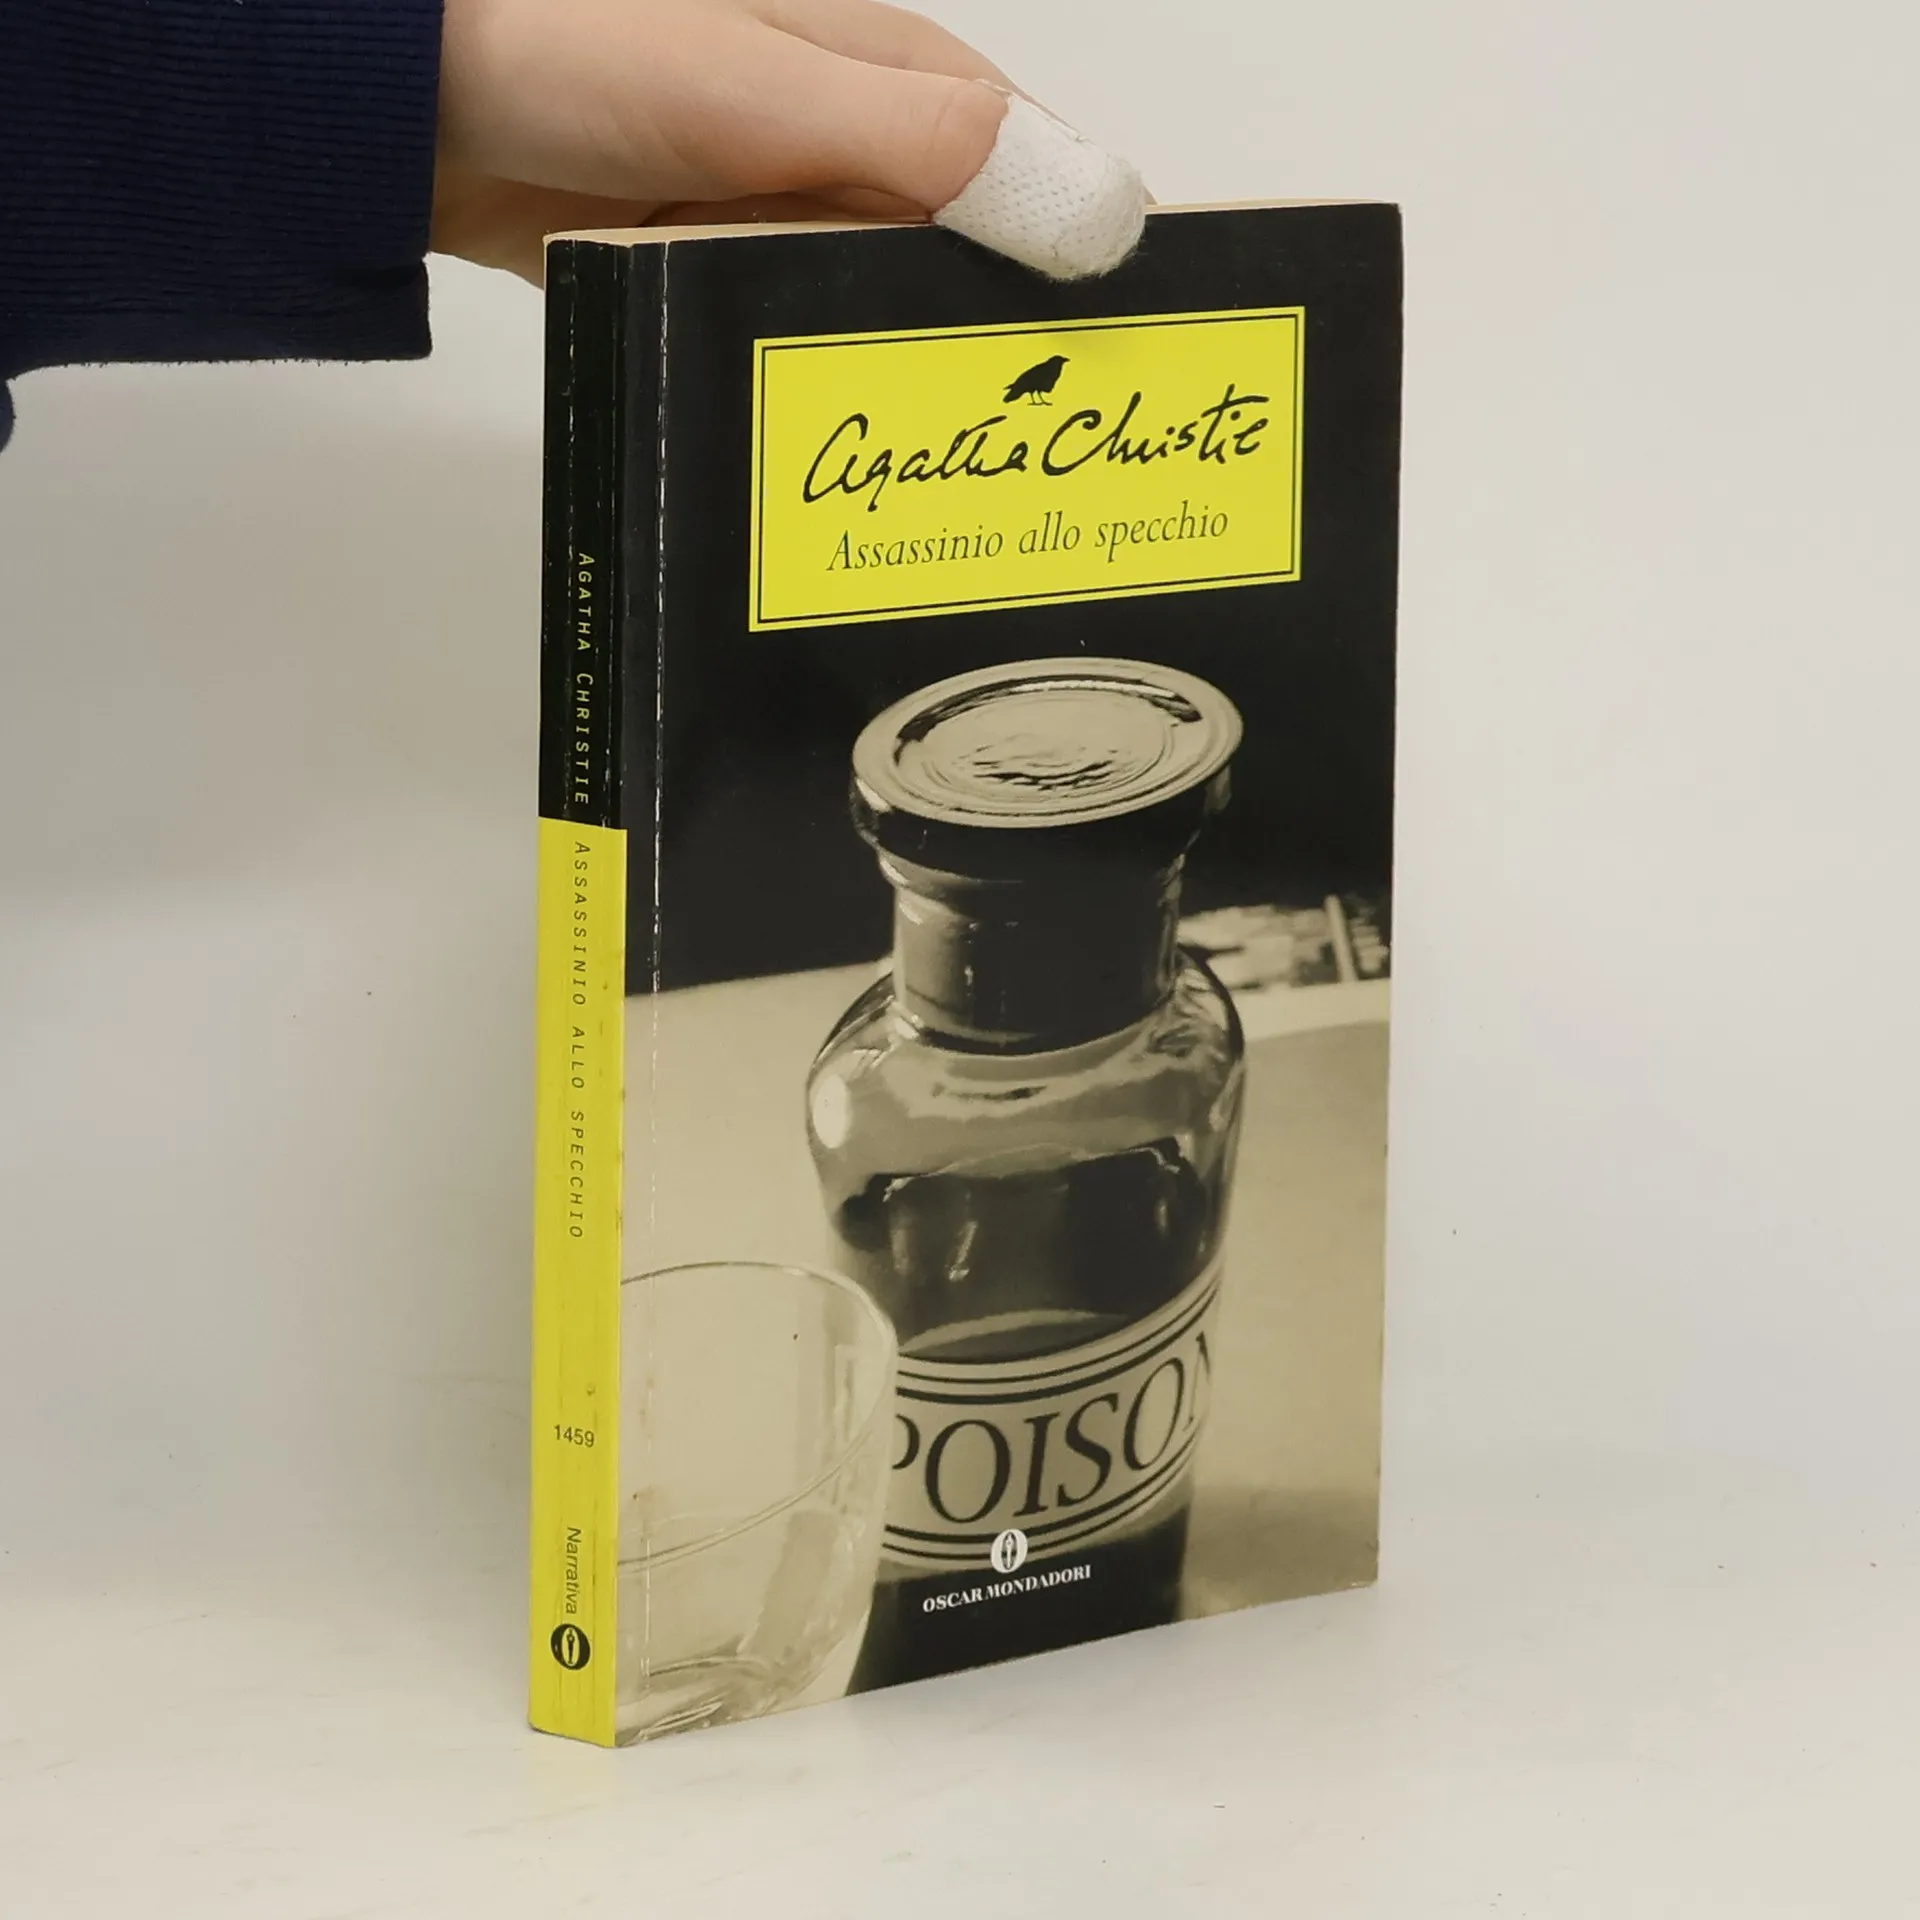 Agatha Christie
Assassinio allo specchio
POISON
OSCAR MONDADORI
AGATHA CHRISTIE ASSASSINIO ALLO SPECCHIO
1459
Narrativa